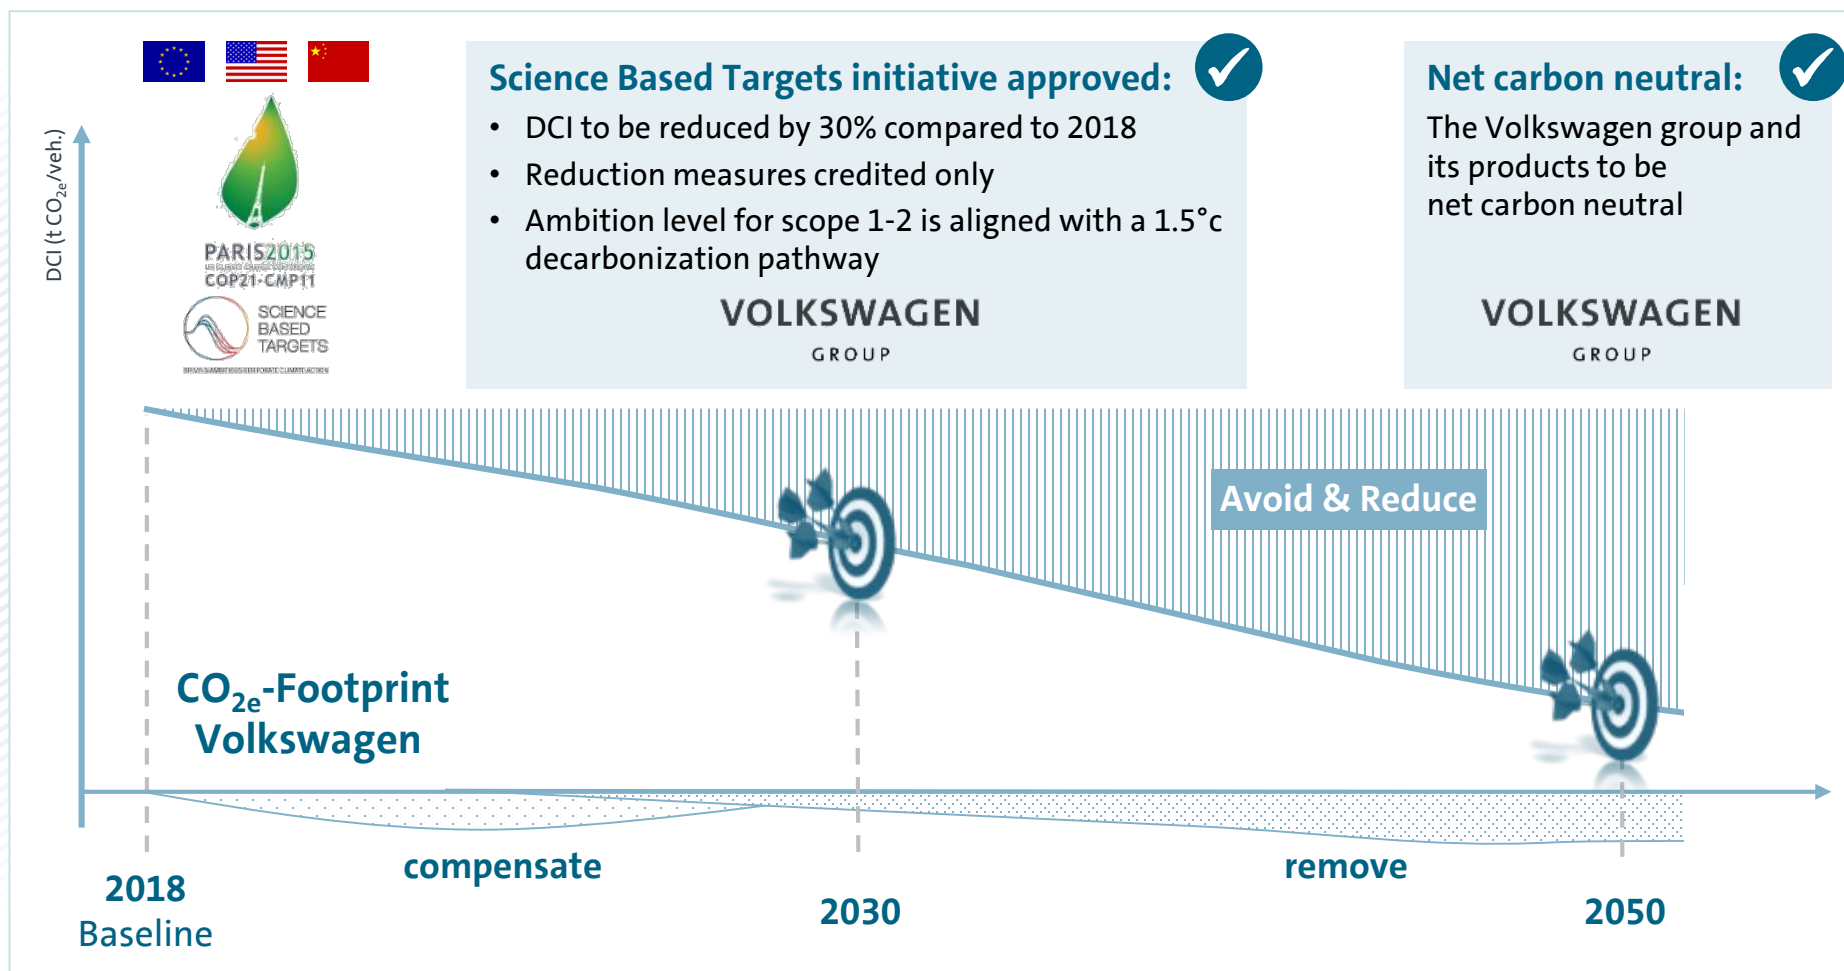 DCI (t CO2e/veh.)
PARIS2015
COP21·CMP11
SCIENCE
BASED
TARGETS
Science Based Targets initiative approved:
• DCI to be reduced by 30% compared to 2018
• Reduction measures credited only
• Ambition level for scope 1-2 is aligned with a 1.5°c
decarbonization pathway
VOLKSWAGEN
GROUP
Net carbon neutral:
The Volkswagen group and
its products to be
net carbon neutral
VOLKSWAGEN
GROUP
Avoid & Reduce
CO2e-Footprint
Volkswagen
compensate
remove
2018
Baseline
2030
2050